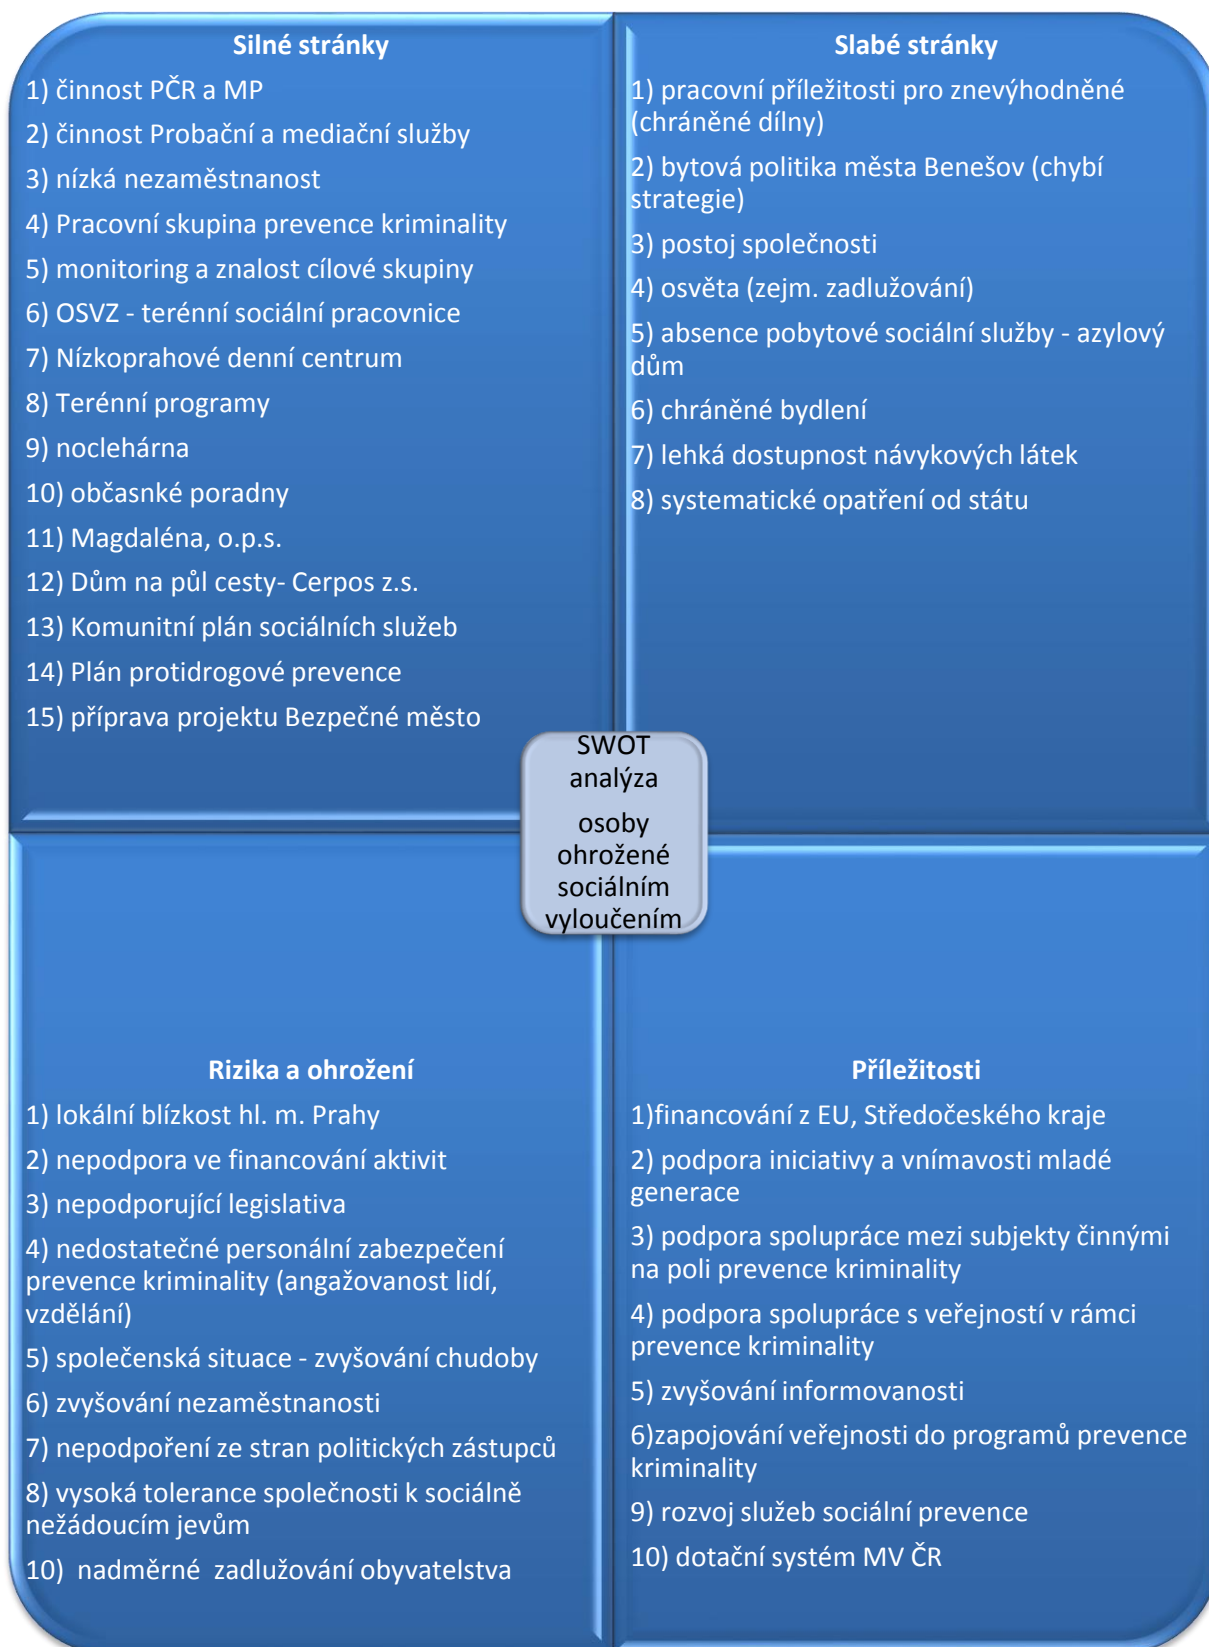 Silné stránky
1) činnost PČR a MP
2) činnost Probační a mediační služby
3) nízká nezaměstnanost
4) Pracovní skupina prevence kriminality
5) monitoring a znalost cílové skupiny
6) OSVZ - terénní sociální pracovnice
7) Nízkoprahové denní centrum
8) Terénní programy
9) noclehárna
10) občasnké poradny
11) Magdaléna, o.p.s.
12) Dům na půl cesty- Cerpos z.s.
13) Komunitní plán sociálních služeb
14) Plán protidrogové prevence
15) příprava projektu Bezpečné město
Slabé stránky
1) pracovní příležitosti pro znevýhodněné
(chráněné dílny)
2) bytová politika města Benešov (chybí
strategie)
3) postoj společnosti
4) osvěta (zejm. zadlužování)
5) absence pobytové sociální služby - azylový
dům
6) chráněné bydlení
7) lehká dostupnost návykových látek
8) systematické opatření od státu
SWOT
analýza
osoby
ohrožené
sociálním
vyloučením
Rizika a ohrožení
1) lokální blízkost hl. m. Prahy
2) nepodpora ve financování aktivit
3) nepodporující legislativa
4) nedostatečné personální zabezpečení
prevence kriminality (angažovanost lidí,
vzdělání)
5) společenská situace - zvyšování chudoby
6) zvyšování nezaměstnanosti
7) nepodpoření ze stran politických zástupců
8) vysoká tolerance společnosti k sociálně
nežádoucím jevům
10)  nadměrné  zadlužování obyvatelstva
Příležitosti
1)financování z EU, Středočeského kraje
2) podpora iniciativy a vnímavosti mladé
generace
3) podpora spolupráce mezi subjekty činnými
na poli prevence kriminality
4) podpora spolupráce s veřejností v rámci
prevence kriminality
5) zvyšování informovanosti
6)zapojování veřejnosti do programů prevence
kriminality
9) rozvoj služeb sociální prevence
10) dotační systém MV ČR